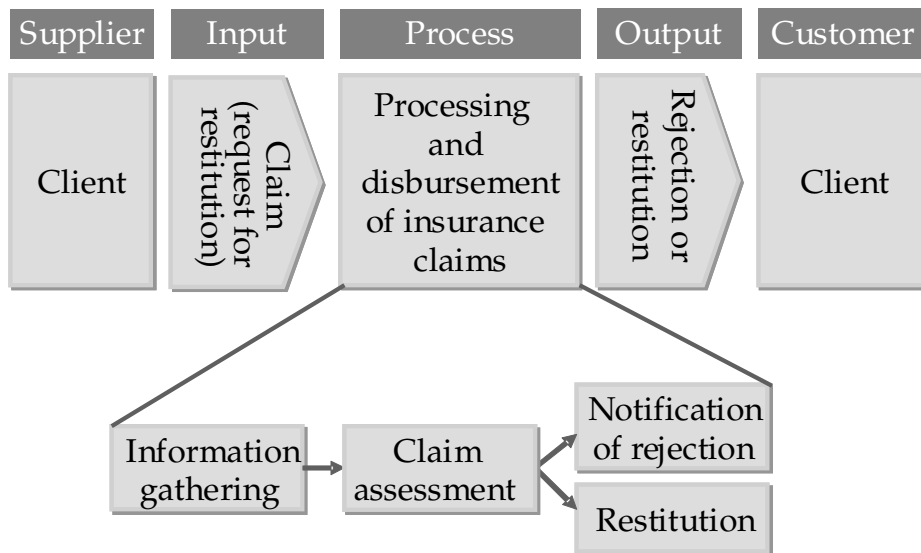 Supplier
Input
Process
Output
Customer
Client
Claim
(request for
restitution)
Processing
and
disbursement
of insurance
claims
Rejection or
restitution
Client
Information
gathering
Claim
assessment
Notification
of rejection
Restitution